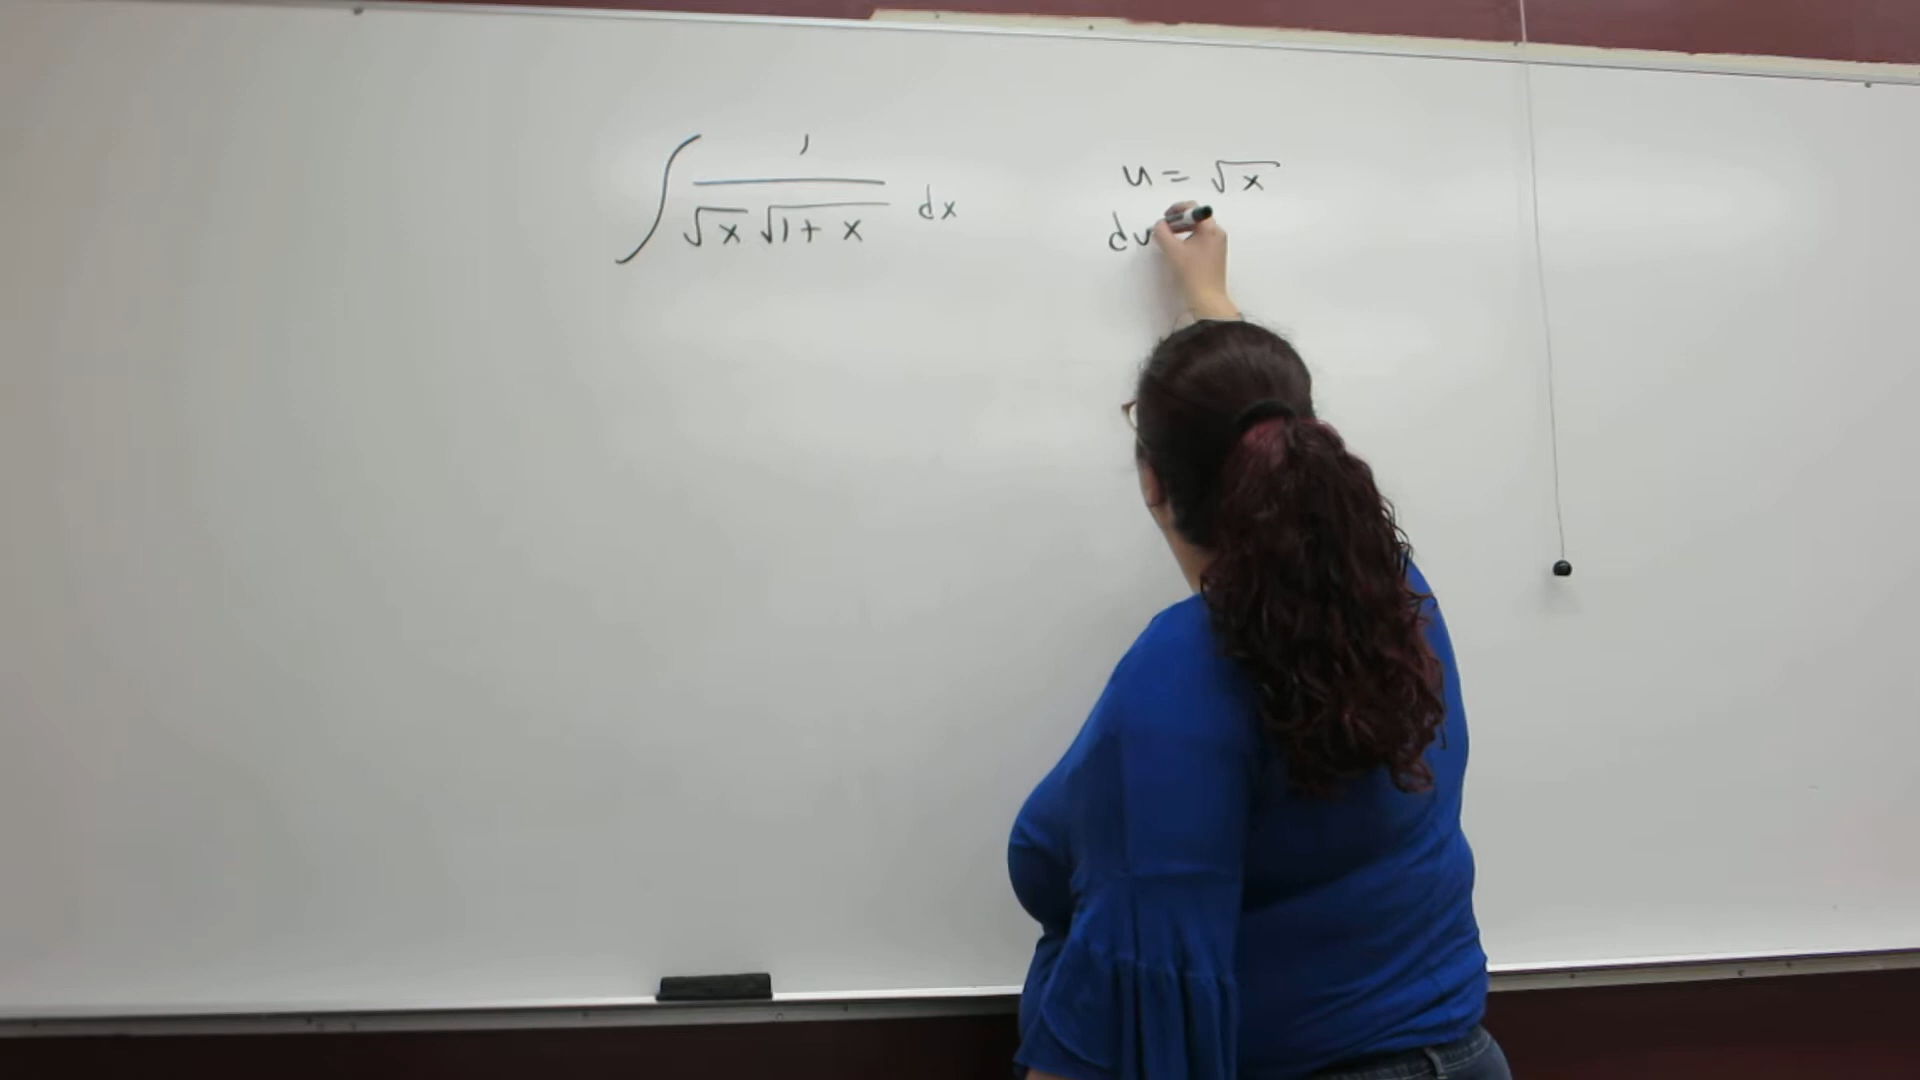 ∫ 1/(√x √(1 + x)) dx
u = √x
du